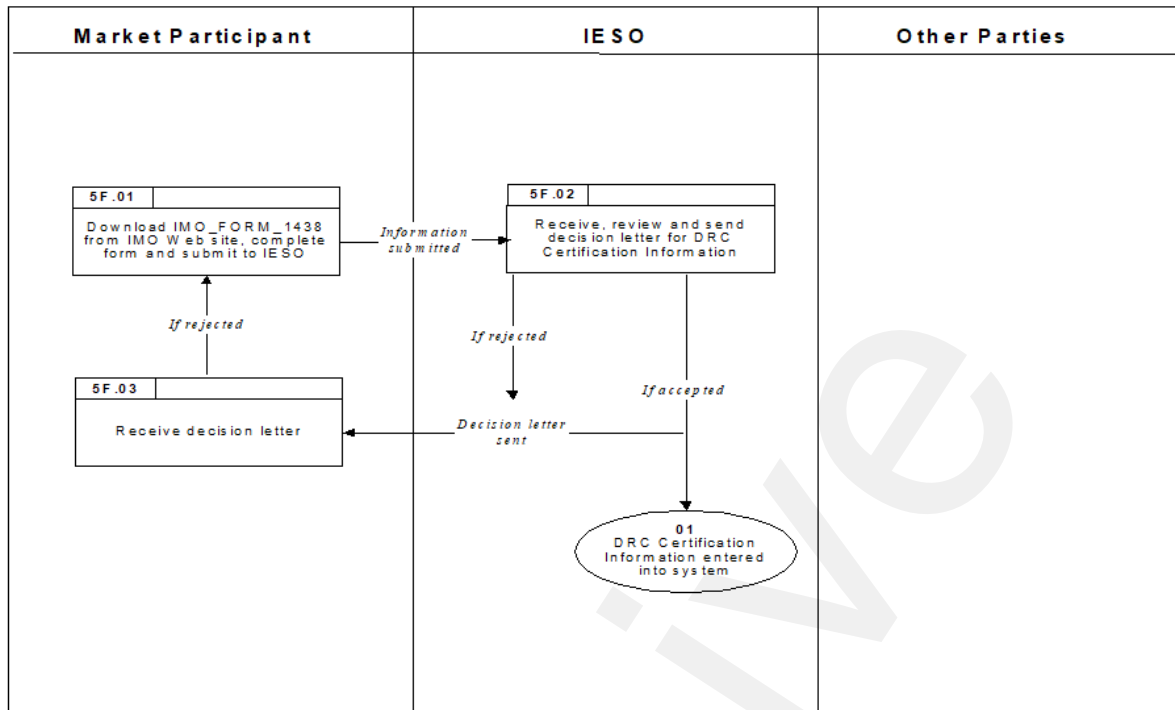 Market Participant
IESO
Other Parties
5F.01
Download IMO_FORM_1438
from IMO Web site, complete
form and submit to IESO
Information
submitted
5F.02
Receive, review and send
decision letter for DRC
Certification Information
If rejected
If rejected
If accepted
5F.03
Receive decision letter
Decision letter
sent
01
DRC Certification
Information entered
into system
ive